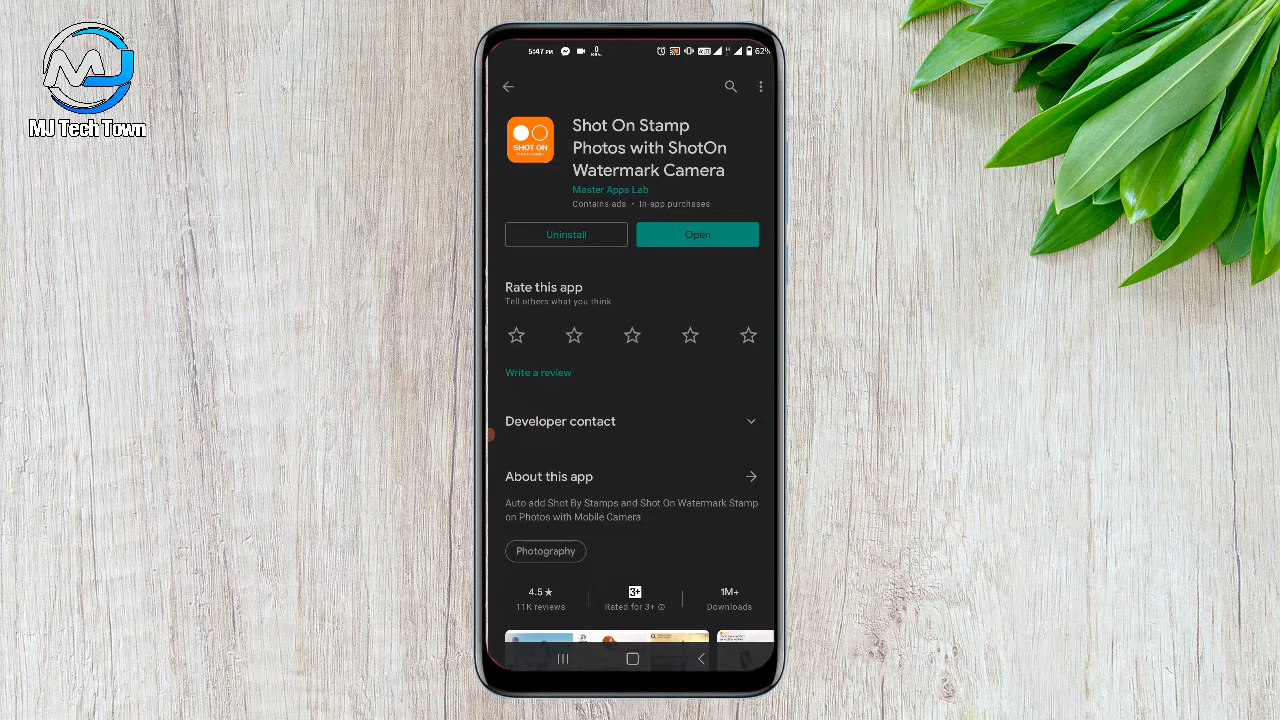 MJ Tech Town
5:47 PM
62%
Shot On Stamp
Photos with ShotOn
Watermark Camera
SHOT ON
Master Apps Lab
Contains ads • In-app purchases
Uninstall
Open
Rate this app
Tell others what you think
Write a review
Developer contact
About this app
Auto add Shot By Stamps and Shot On Watermark Stamp
on Photos with Mobile Camera
Photography
4.5★
3+
1M+
11K reviews
Rated for 3+
Downloads